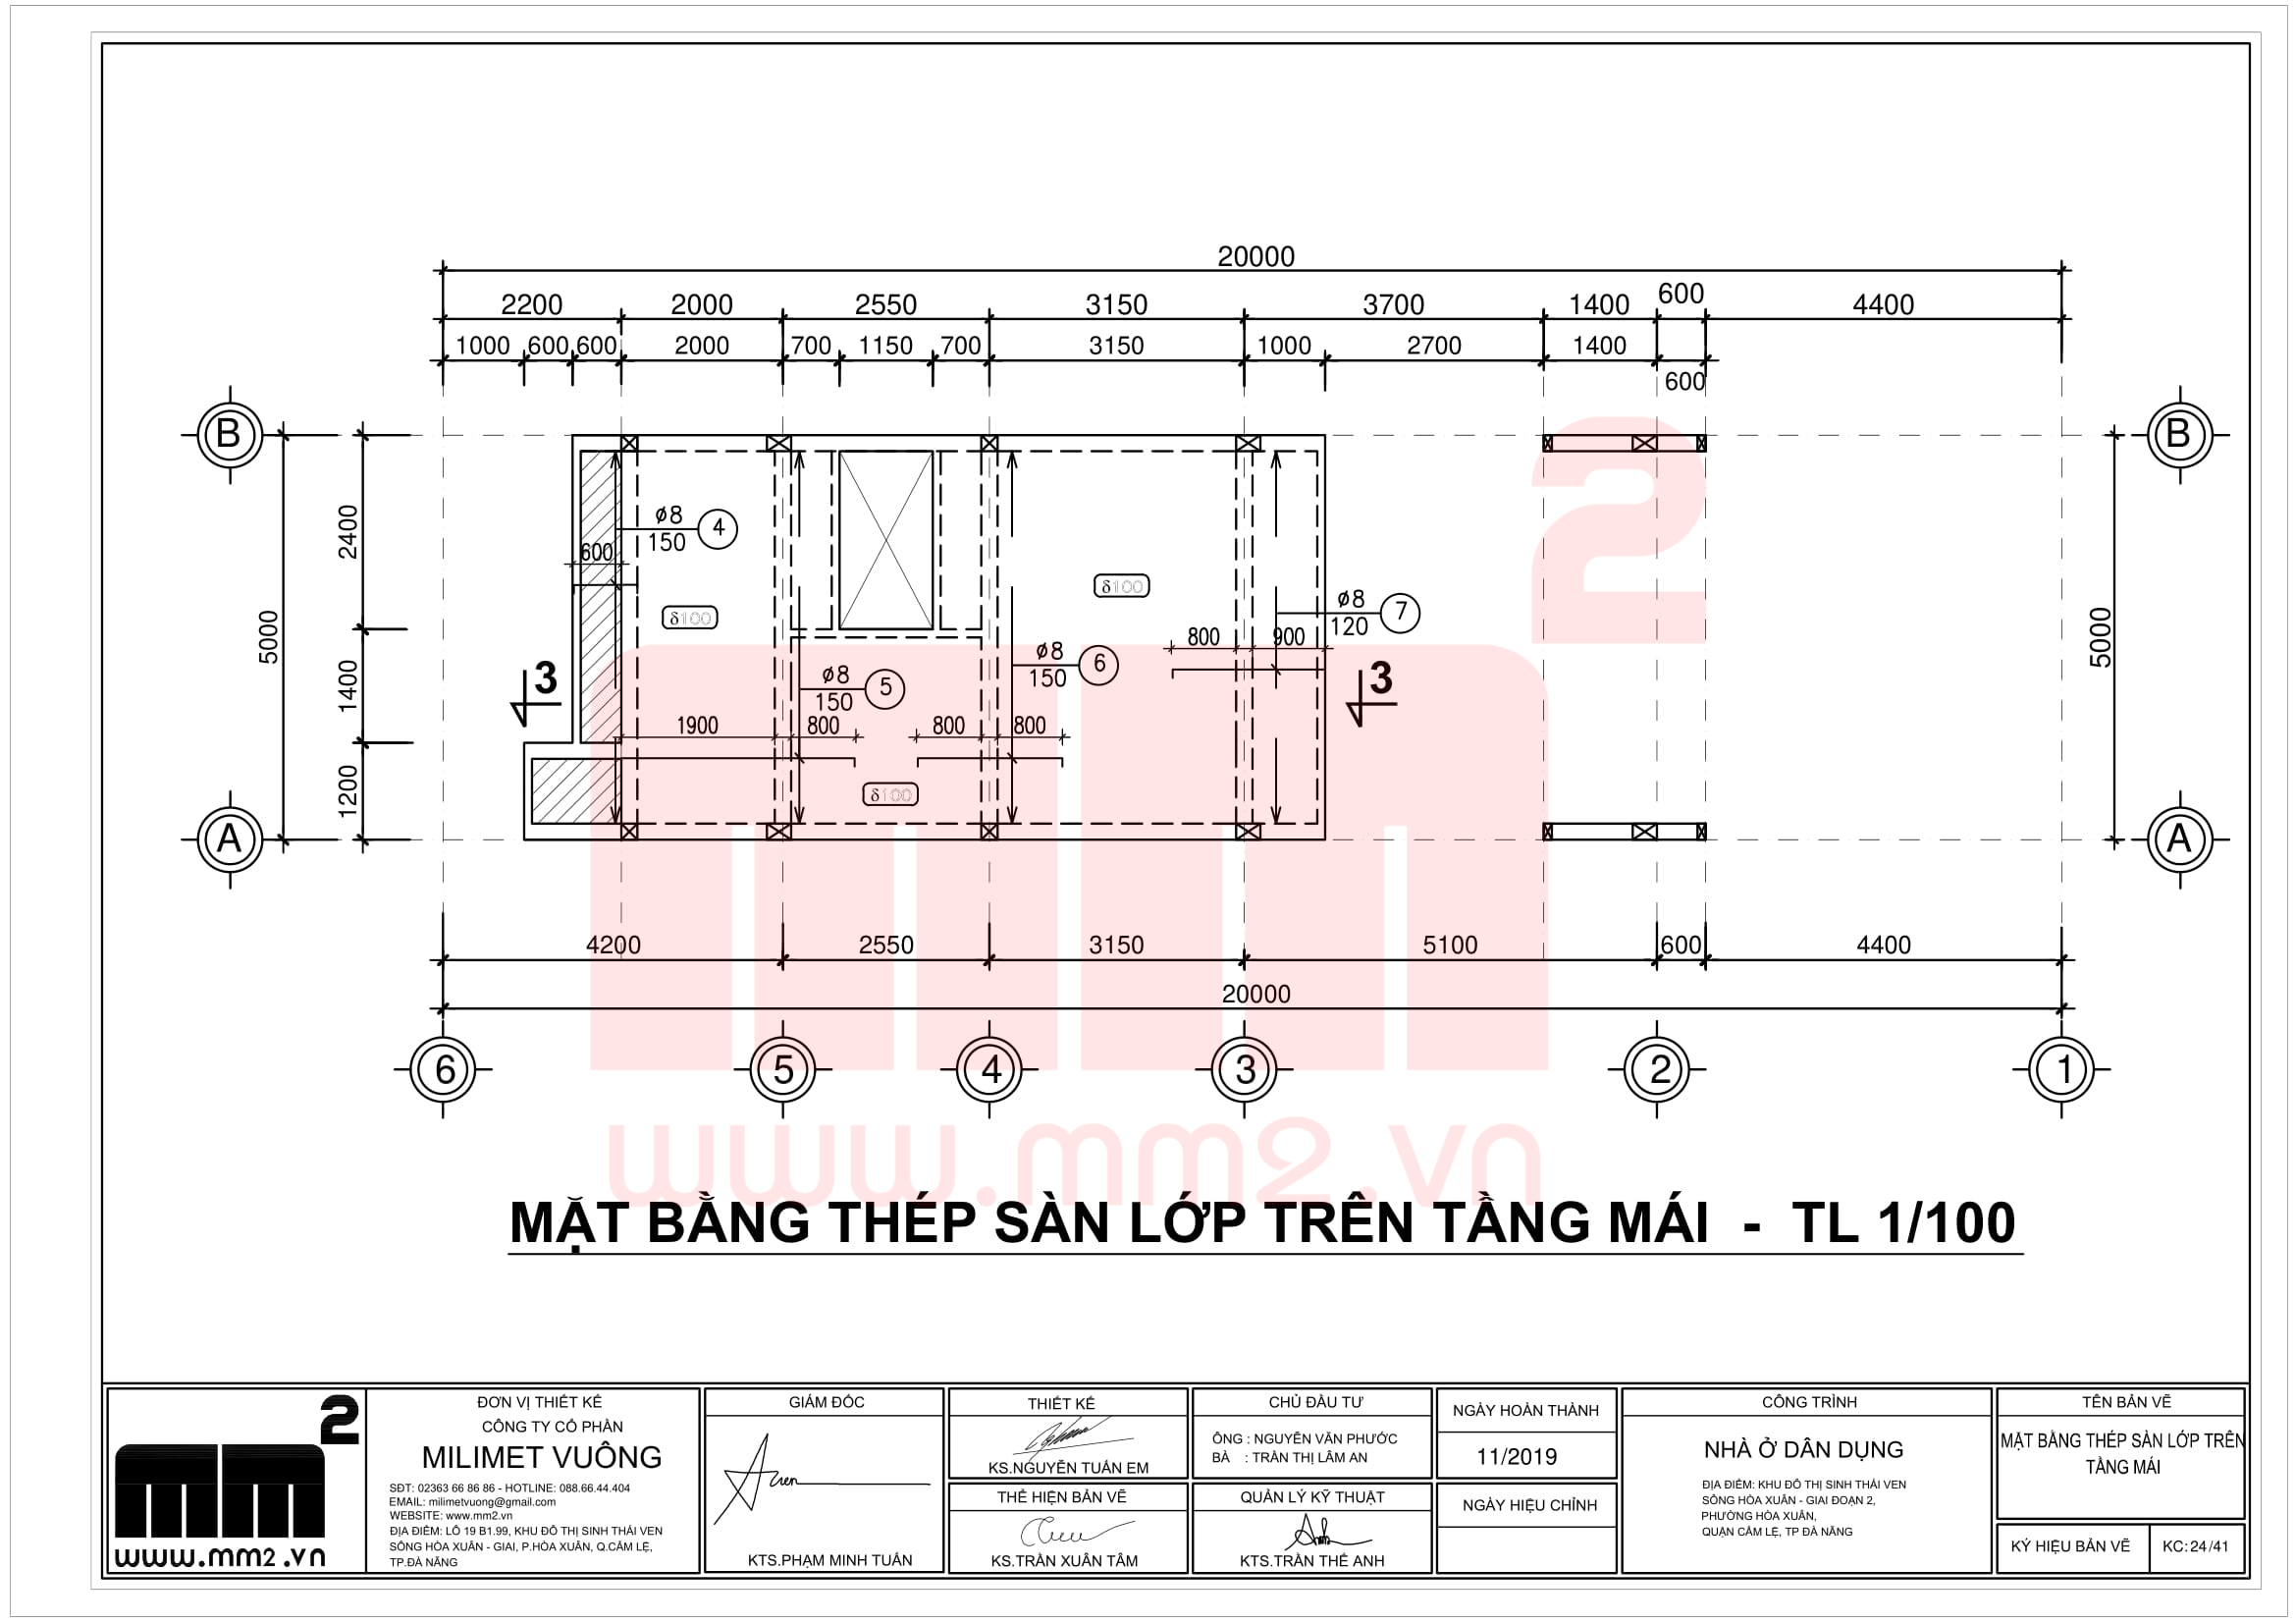 20000
2200 2000 2550 3150 3700 1400 600 4400
1000 600 600 2000 700 1150 700 3150 1000 2700 1400
600
B B
2400
ø8 4
150
600
δ100
5000
ø8 7
120
δ100
800 900
5000
1400
3 3
ø8 6
150
ø8 5
150
1900 800 800 800
1200
δ100
A A
4200 2550 3150 5100 600 4400
20000
6 5 4 3 2 1
mm2
www.mm2.vn
MẶT BẰNG THÉP SÀN LỚP TRÊN TẦNG MÁI - TL 1/100
mm2
www.mm2.vn
ĐƠN VỊ THIẾT KẾ
CÔNG TY CỔ PHẦN
MILIMET VUÔNG
SĐT: 02363 66 86 86 - HOTLINE: 088.66.44.404
EMAIL: milimetvuong@gmail.com
WEBSITE: www.mm2.vn
ĐỊA ĐIỂM: LÔ 19 B1.99, KHU ĐÔ THỊ SINH THÁI VEN
SÔNG HÒA XUÂN - GIAI, P.HÒA XUÂN, Q.CẨM LỆ,
TP.ĐÀ NẴNG
GIÁM ĐỐC
KTS.PHẠM MINH TUẤN
THIẾT KẾ
KS.NGUYỄN TUẤN EM
THỂ HIỆN BẢN VẼ
KS.TRẦN XUÂN TÂM
CHỦ ĐẦU TƯ
ÔNG : NGUYỄN VĂN PHƯỚC
BÀ : TRẦN THỊ LÂM AN
QUẢN LÝ KỸ THUẬT
KTS.TRẦN THẾ ANH
NGÀY HOÀN THÀNH
11/2019
NGÀY HIỆU CHỈNH
CÔNG TRÌNH
NHÀ Ở DÂN DỤNG
ĐỊA ĐIỂM: KHU ĐÔ THỊ SINH THÁI VEN
SÔNG HÒA XUÂN - GIAI ĐOẠN 2,
PHƯỜNG HÒA XUÂN,
QUẬN CẨM LỆ, TP ĐÀ NẴNG
TÊN BẢN VẼ
MẶT BẰNG THÉP SÀN LỚP TRÊN
TẦNG MÁI
KÝ HIỆU BẢN VẼ KC: 24/41